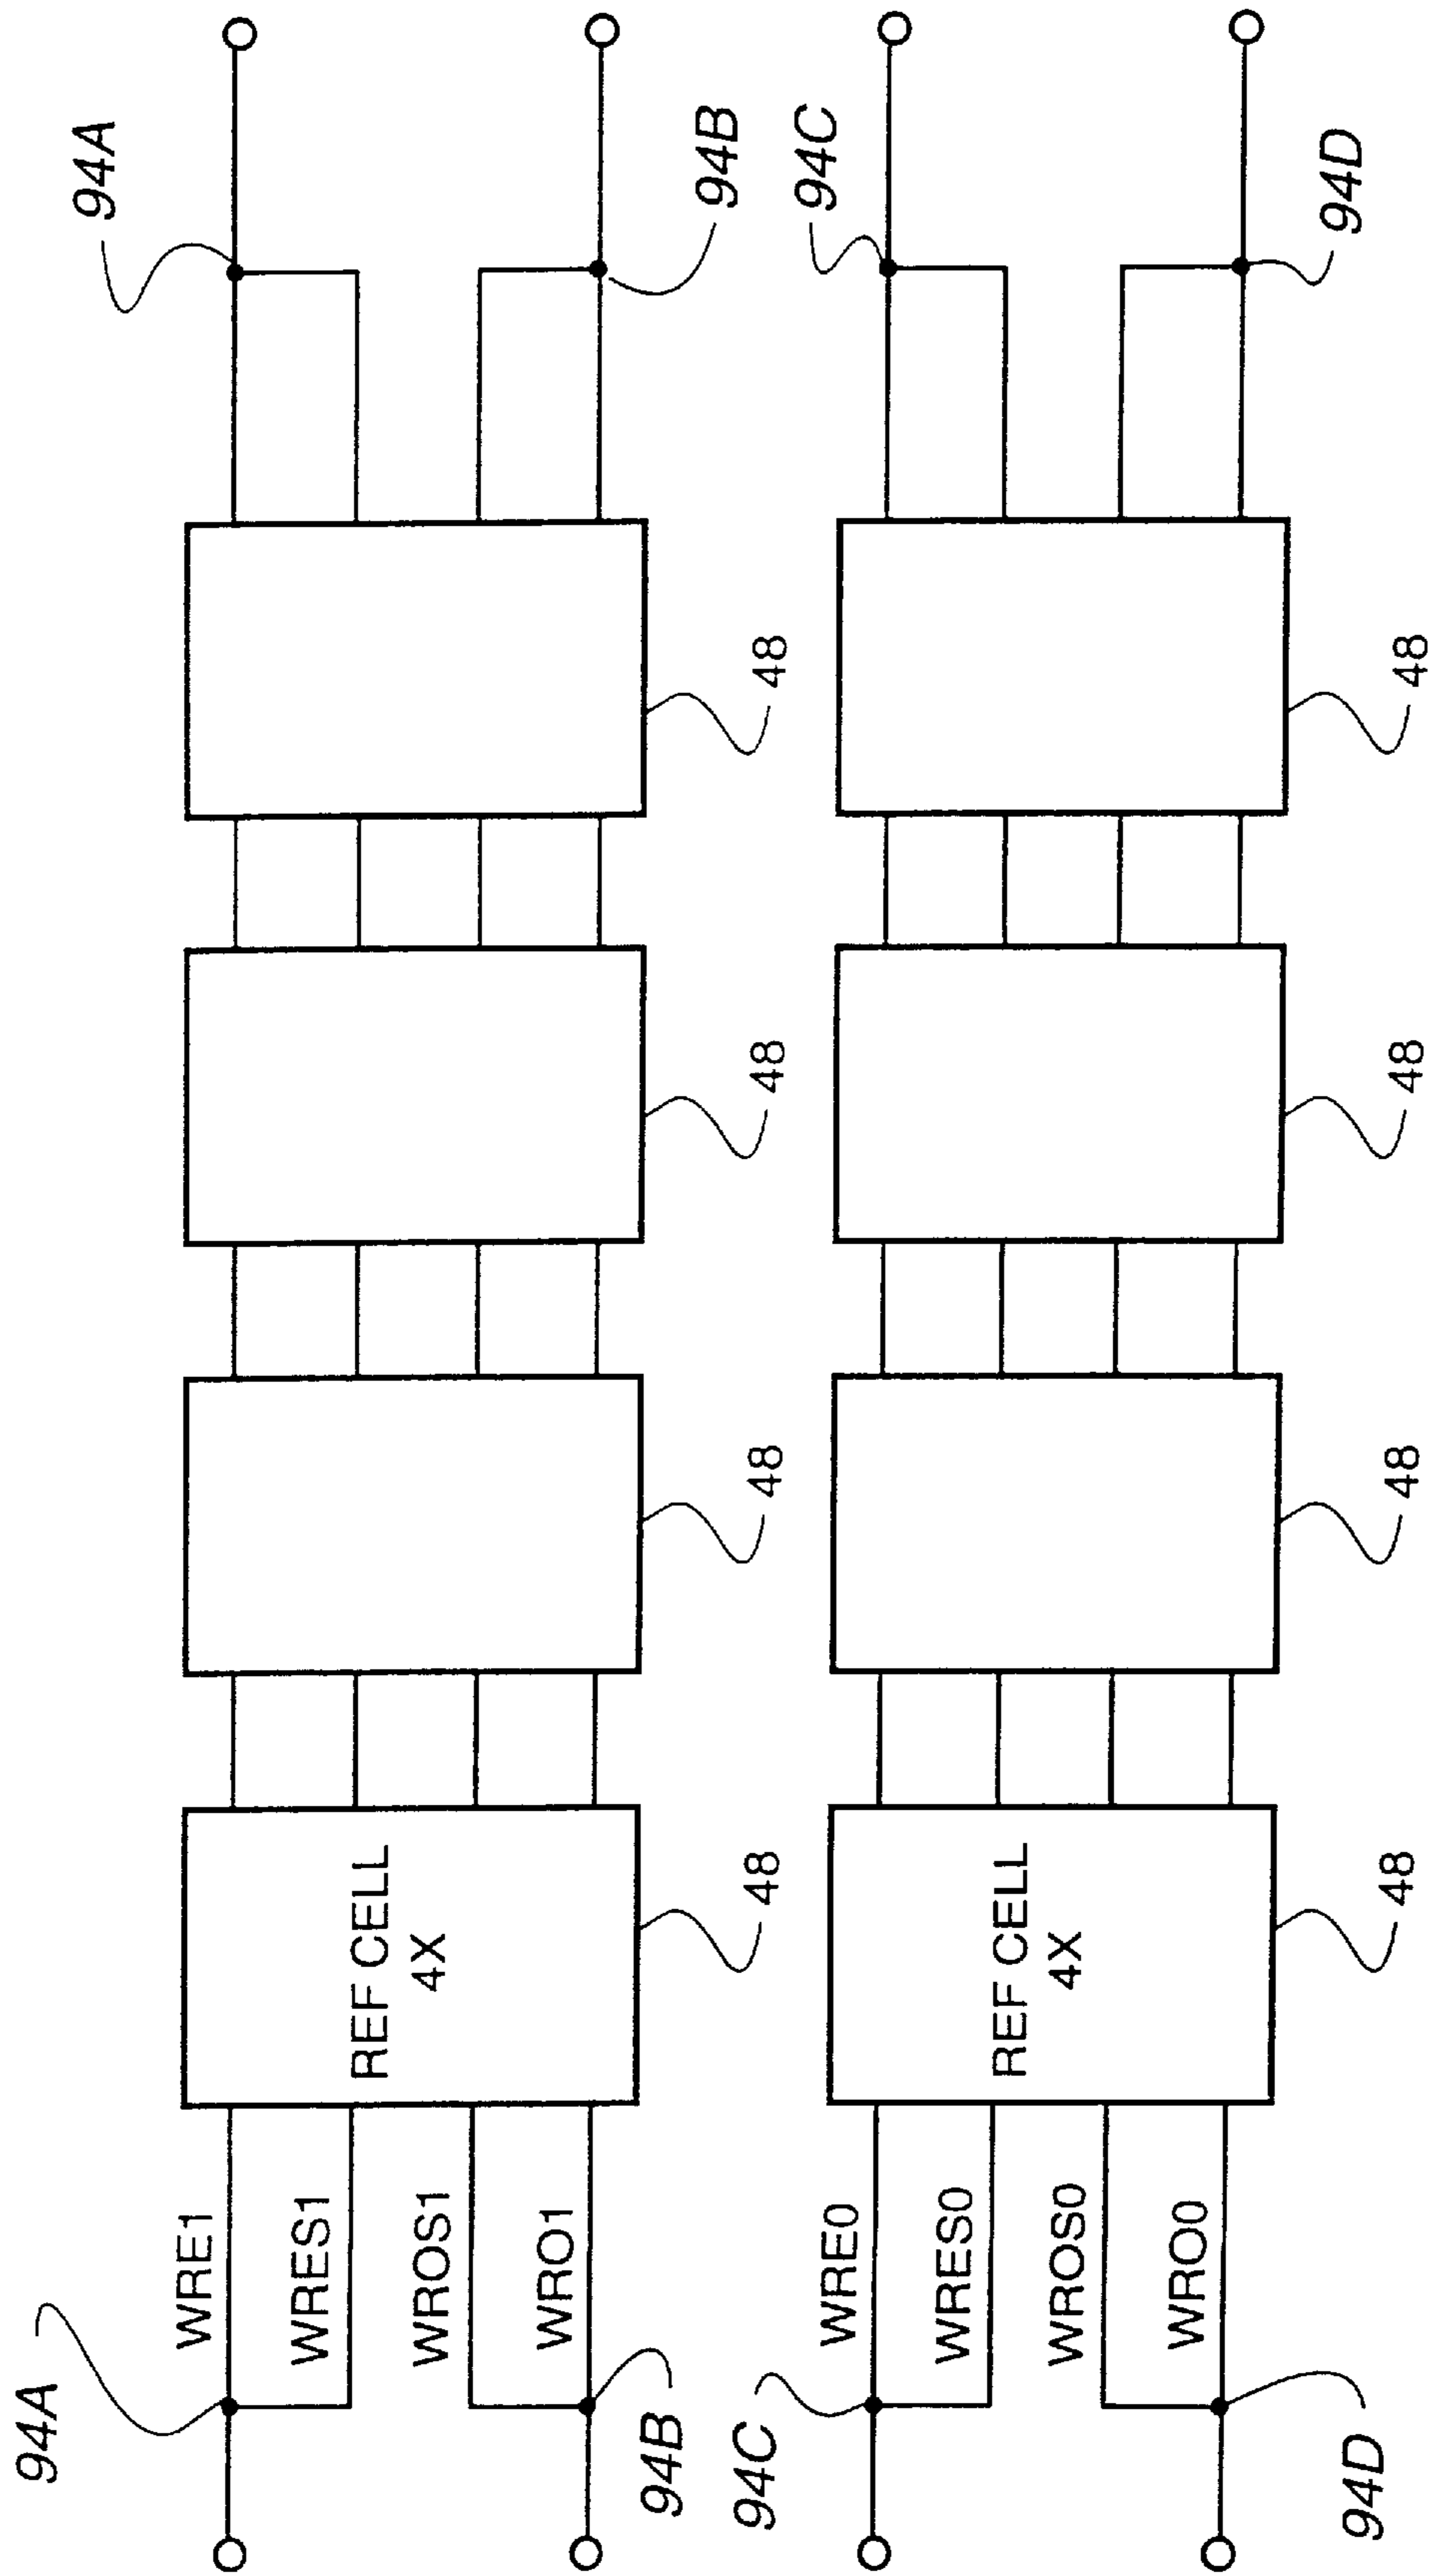 94A
WRE1
WRES1
WROS1
WRO1
94B
REF CELL
4X
48
48
48
48
94A
94B
94C
WRE0
WRES0
WROS0
WRO0
94D
REF CELL
4X
48
48
48
48
94C
94D